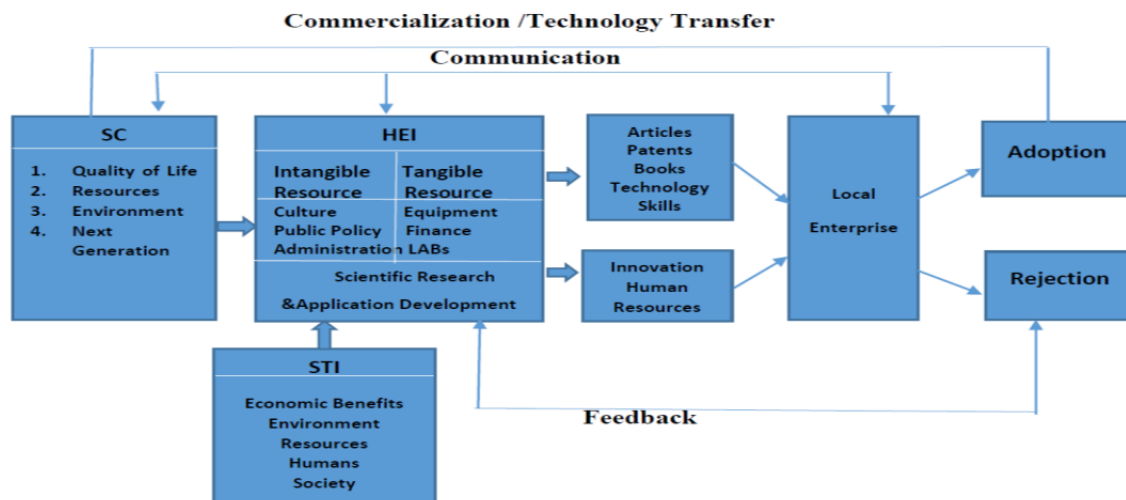 Commercialization /Technology Transfer
Communication
SC
1. Quality of Life
2. Resources
3. Environment
4. Next
Generation
HEI
Intangible
Resource
Tangible
Resource
Culture
Public Policy
Administration
Equipment
Finance
LABs
Scientific Research
&Application Development
STI
Economic Benefits
Environment
Resources
Humans
Society
Articles
Patents
Books
Technology
Skills
Innovation
Human
Resources
Local
Enterprise
Adoption
Rejection
Feedback